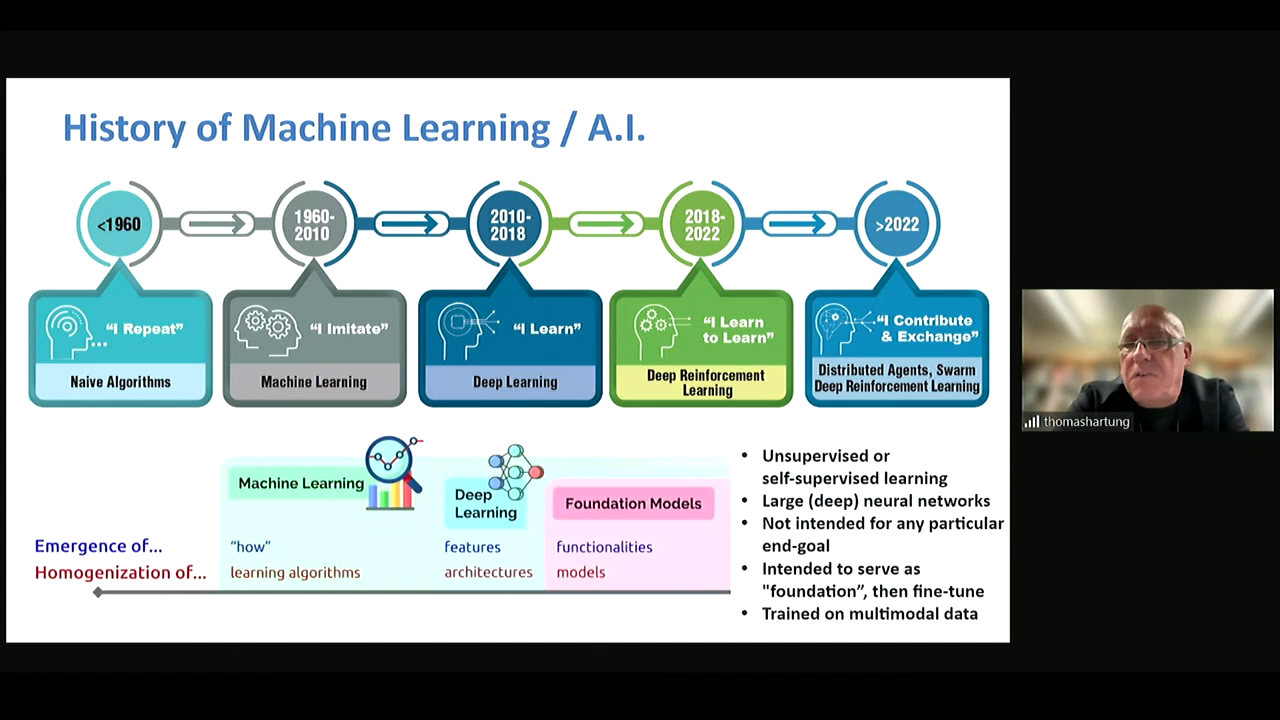 History of Machine Learning / A.I.
<1960
1960-
2010
2010-
2018
2018-
2022
>2022
... "I Repeat"
Naive Algorithms
"I Imitate"
Machine Learning
"I Learn"
Deep Learning
"I Learn
to Learn"
Deep Reinforcement
Learning
"I Contribute
& Exchange"
Distributed Agents, Swarm
Deep Reinforcement Learning
Machine Learning
Deep
Learning
Foundation Models
Emergence of...
"how"
features
functionalities
Homogenization of...
learning algorithms
architectures
models
• Unsupervised or
self-supervised learning
• Large (deep) neural networks
• Not intended for any particular
end-goal
• Intended to serve as
"foundation”, then fine-tune
• Trained on multimodal data
thomashartung